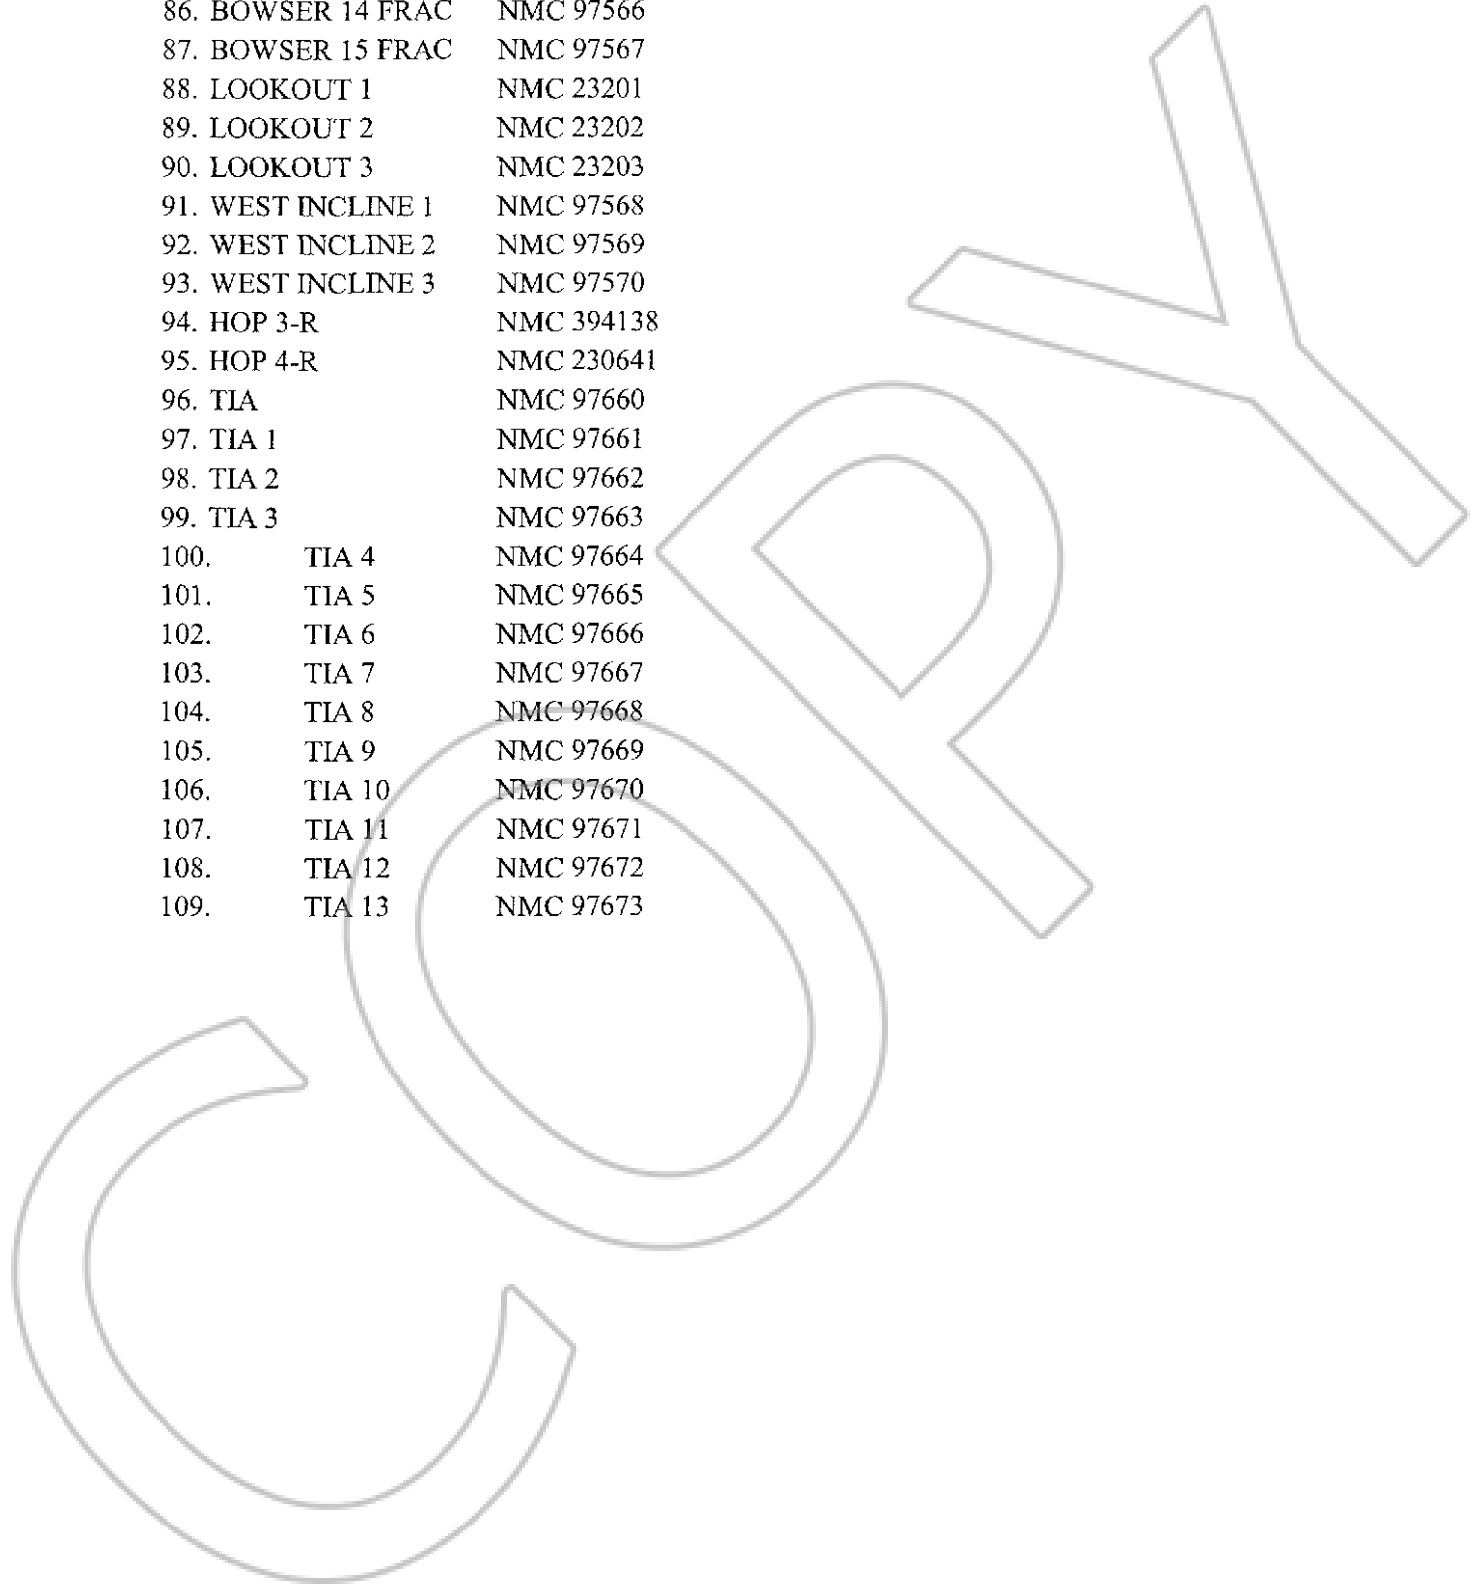 86. BOWSER 14 FRAC NMC 97566
87. BOWSER 15 FRAC NMC 97567
88. LOOKOUT 1 NMC 23201
89. LOOKOUT 2 NMC 23202
90. LOOKOUT 3 NMC 23203
91. WEST INCLINE 1 NMC 97568
92. WEST INCLINE 2 NMC 97569
93. WEST INCLINE 3 NMC 97570
94. HOP 3-R NMC 394138
95. HOP 4-R NMC 230641
96. TIA NMC 97660
97. TIA 1 NMC 97661
98. TIA 2 NMC 97662
99. TIA 3 NMC 97663
100. TIA 4 NMC 97664
101. TIA 5 NMC 97665
102. TIA 6 NMC 97666
103. TIA 7 NMC 97667
104. TIA 8 NMC 97668
105. TIA 9 NMC 97669
106. TIA 10 NMC 97670
107. TIA 11 NMC 97671
108. TIA 12 NMC 97672
109. TIA 13 NMC 97673
COPY